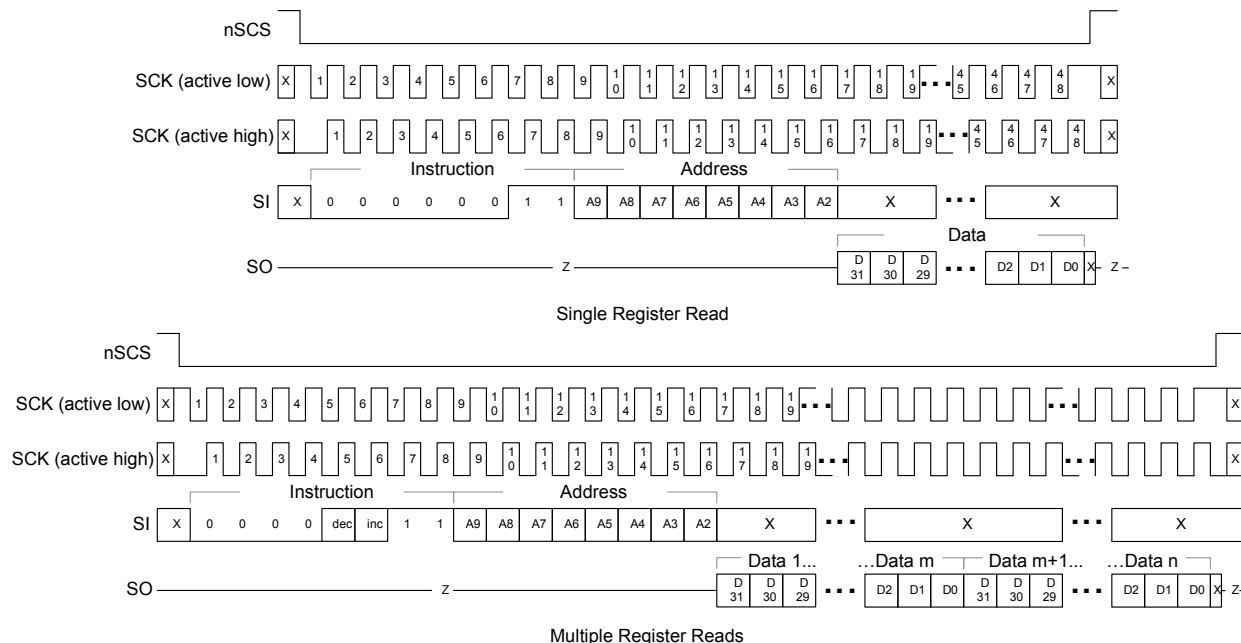 nSCS
SCK (active low) X 1 2 3 4 5 6 7 8 9 10 11 12 13 14 15 16 17 18 19 ... 45 46 47 48 X
SCK (active high) X 1 2 3 4 5 6 7 8 9 10 11 12 13 14 15 16 17 18 19 ... 45 46 47 48 X
Instruction Address
SI X 0 0 0 0 0 0 1 1 A9 A8 A7 A6 A5 A4 A3 A2 X ... X
Data
SO Z D31 D30 D29 ... D2 D1 D0 X Z
Single Register Read
nSCS
SCK (active low) X 1 2 3 4 5 6 7 8 9 10 11 12 13 14 15 16 17 18 19 ... ... X
SCK (active high) X 1 2 3 4 5 6 7 8 9 10 11 12 13 14 15 16 17 18 19 ... ... X
Instruction Address
SI X 0 0 0 0 dec inc 1 1 A9 A8 A7 A6 A5 A4 A3 A2 X ... X ... X
Data 1... ...Data m Data m+1... ...Data n
SO Z D31 D30 D29 ... D2 D1 D0 D31 D30 D29 ... D2 D1 D0 X Z
Multiple Register Reads